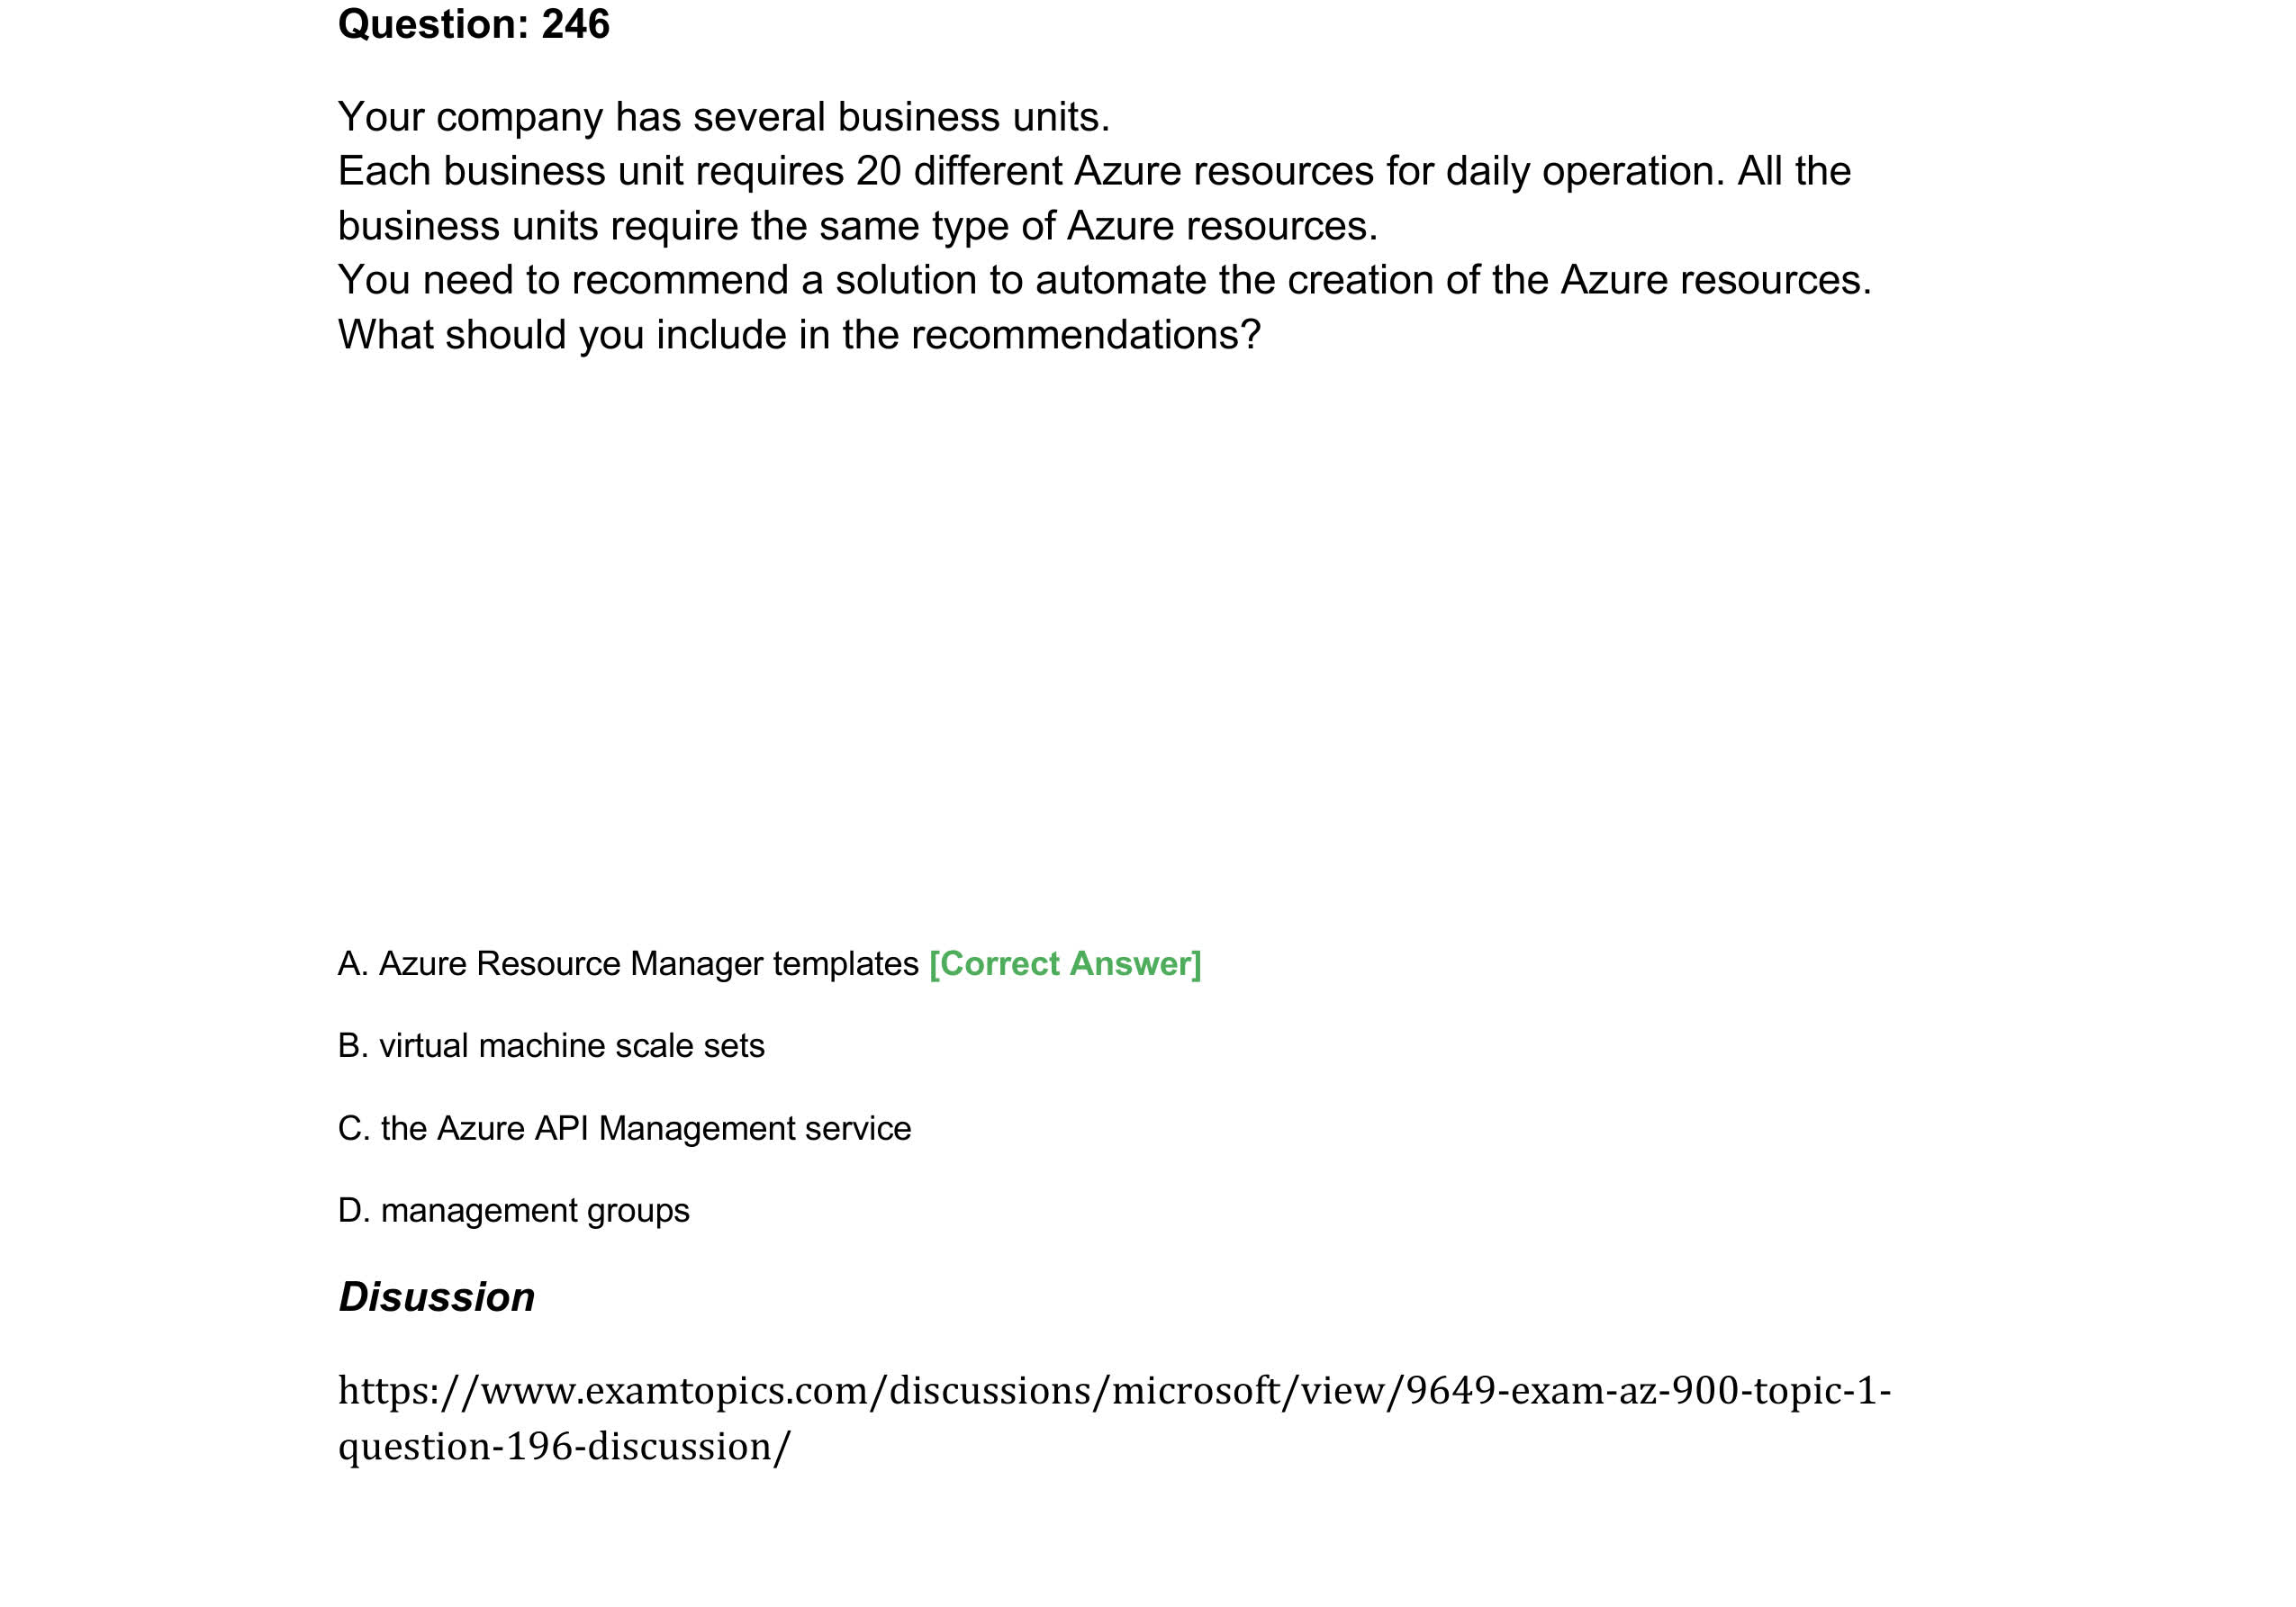 Question: 246
Your company has several business units.
Each business unit requires 20 different Azure resources for daily operation. All the
business units require the same type of Azure resources.
You need to recommend a solution to automate the creation of the Azure resources.
What should you include in the recommendations?
A. Azure Resource Manager templates [Correct Answer]
B. virtual machine scale sets
C. the Azure API Management service
D. management groups
Disussion
https://www.examtopics.com/discussions/microsoft/view/9649-exam-az-900-topic-1-
question-196-discussion/